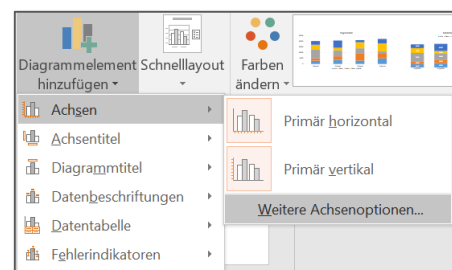 Diagrammelement hinzufügen
Schnelllayout
Farben ändern
Achsen
Achsentitel
Diagrammtitel
Datenbeschriftungen
Datentabelle
Fehlerindikatoren
Primär horizontal
Primär vertikal
Weitere Achsenoptionen...